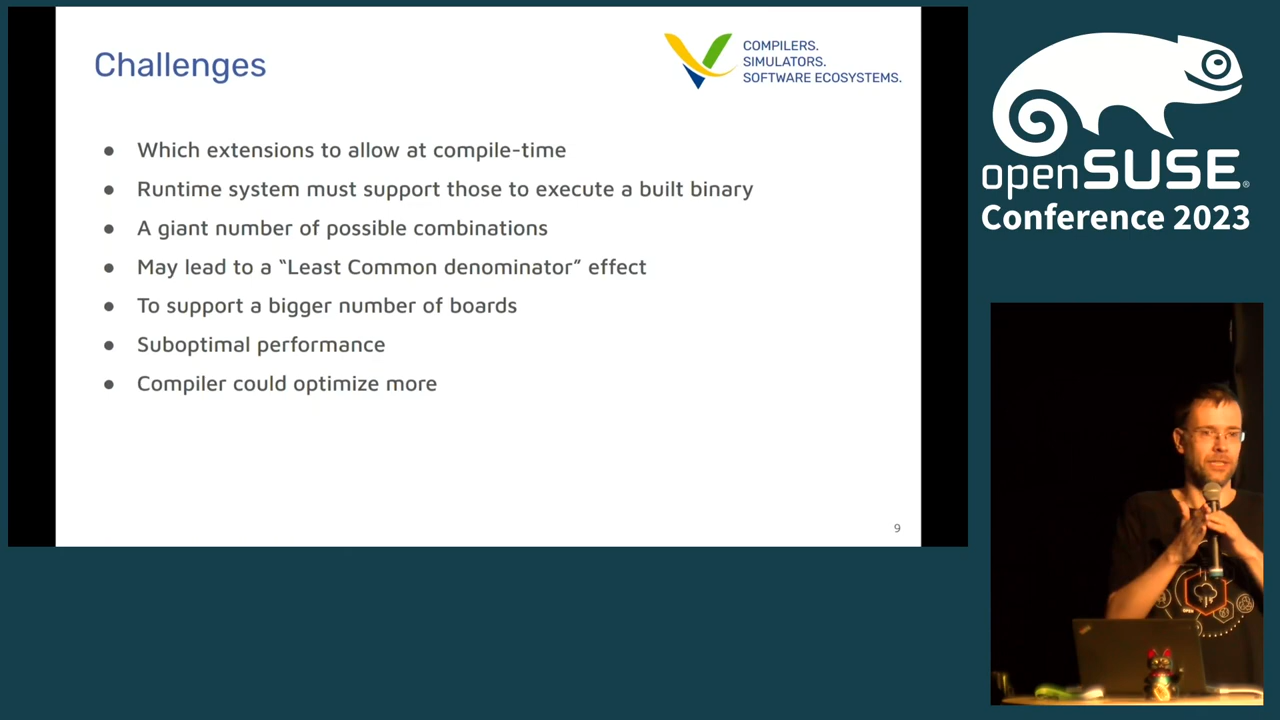 Challenges
COMPILERS.
SIMULATORS.
SOFTWARE ECOSYSTEMS.
● Which extensions to allow at compile-time
● Runtime system must support those to execute a built binary
● A giant number of possible combinations
● May lead to a “Least Common denominator” effect
● To support a bigger number of boards
● Suboptimal performance
● Compiler could optimize more
9
openSUSE®
Conference 2023